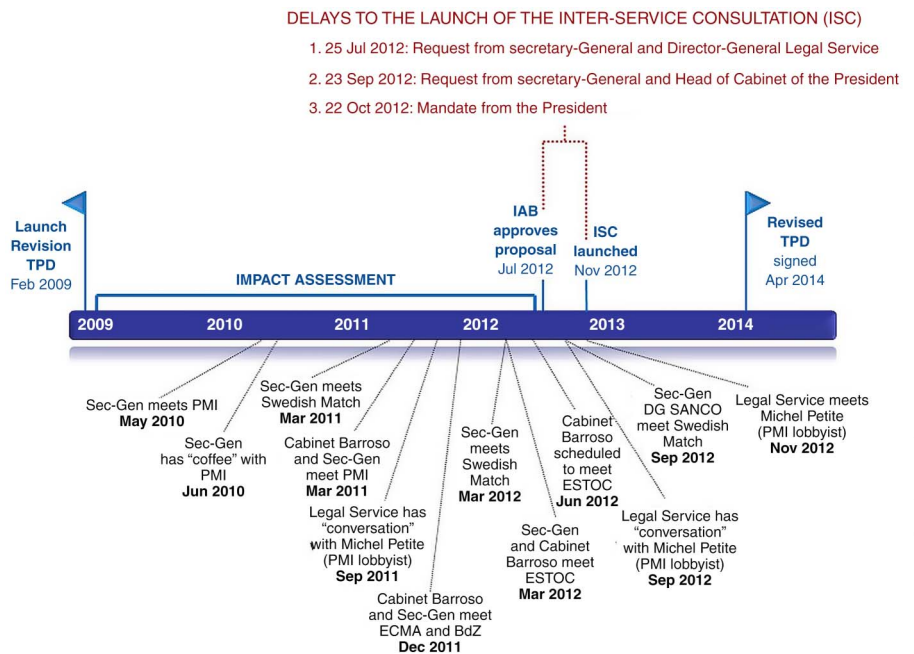 DELAYS TO THE LAUNCH OF THE INTER-SERVICE CONSULTATION (ISC)
1. 25 Jul 2012: Request from secretary-General and Director-General Legal Service
2. 23 Sep 2012: Request from secretary-General and Head of Cabinet of the President
3. 22 Oct 2012: Mandate from the President
Launch
Revision
TPD
Feb 2009
IMPACT ASSESSMENT
IAB
approves
proposal
Jul 2012
ISC
launched
Nov 2012
Revised
TPD
signed
Apr 2014
2009
2010
2011
2012
2013
2014
Sec-Gen meets PMI
May 2010
Sec-Gen
has “coffee” with
PMI
Jun 2010
Sec-Gen meets
Swedish Match
Mar 2011
Cabinet Barroso
and Sec-Gen
meet PMI
Mar 2011
Legal Service has
“conversation”
with Michel Petite
(PMI lobbyist)
Sep 2011
Cabinet Barroso
and Sec-Gen meet
ECMA and BdZ
Dec 2011
Sec-Gen
meets
Swedish
Match
Mar 2012
Sec-Gen
and Cabinet
Barroso meet
ESTOC
Mar 2012
Cabinet
Barroso
scheduled
to meet
ESTOC
Jun 2012
Legal Service has
“conversation”
with Michel Petite
(PMI lobbyist)
Sep 2012
Sec-Gen
DG SANCO
meet Swedish
Match
Sep 2012
Legal Service meets
Michel Petite
(PMI lobbyist)
Nov 2012